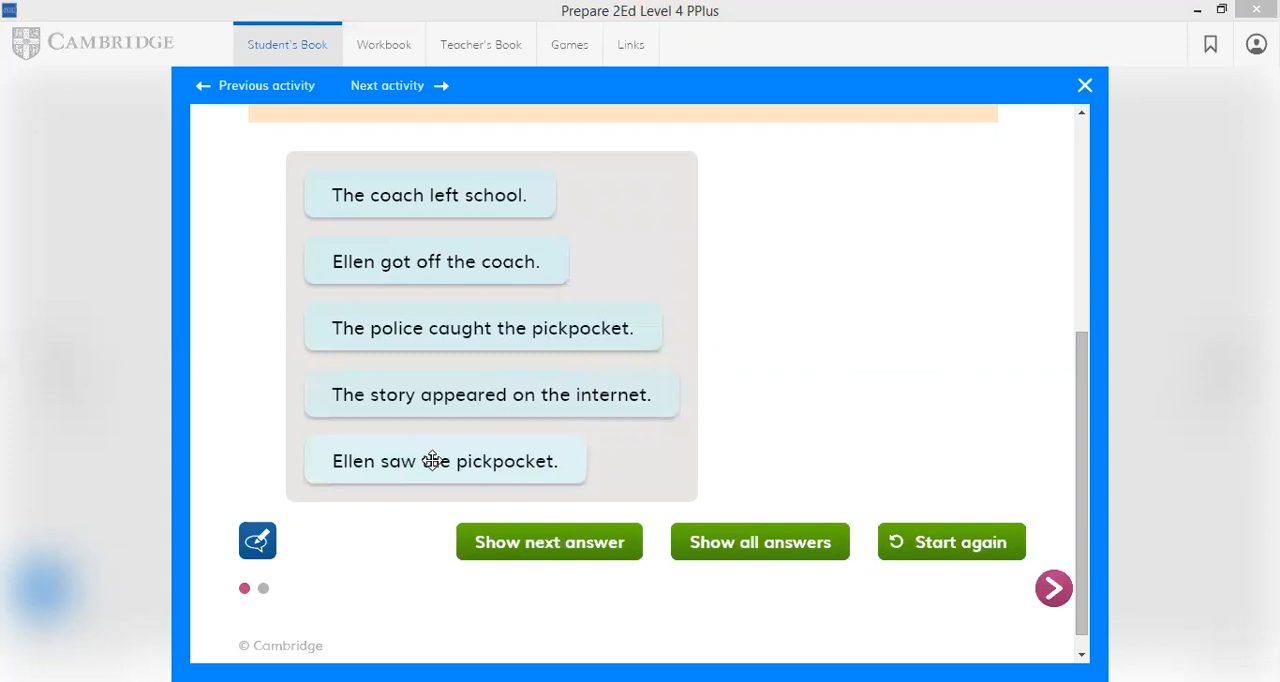 Prepare 2Ed Level 4 PPlus
CAMBRIDGE
Student's Book
Workbook
Teacher's Book
Games
Links
Previous activity
Next activity
The coach left school.
Ellen got off the coach.
The police caught the pickpocket.
The story appeared on the internet.
Ellen saw the pickpocket.
Show next answer
Show all answers
Start again
© Cambridge